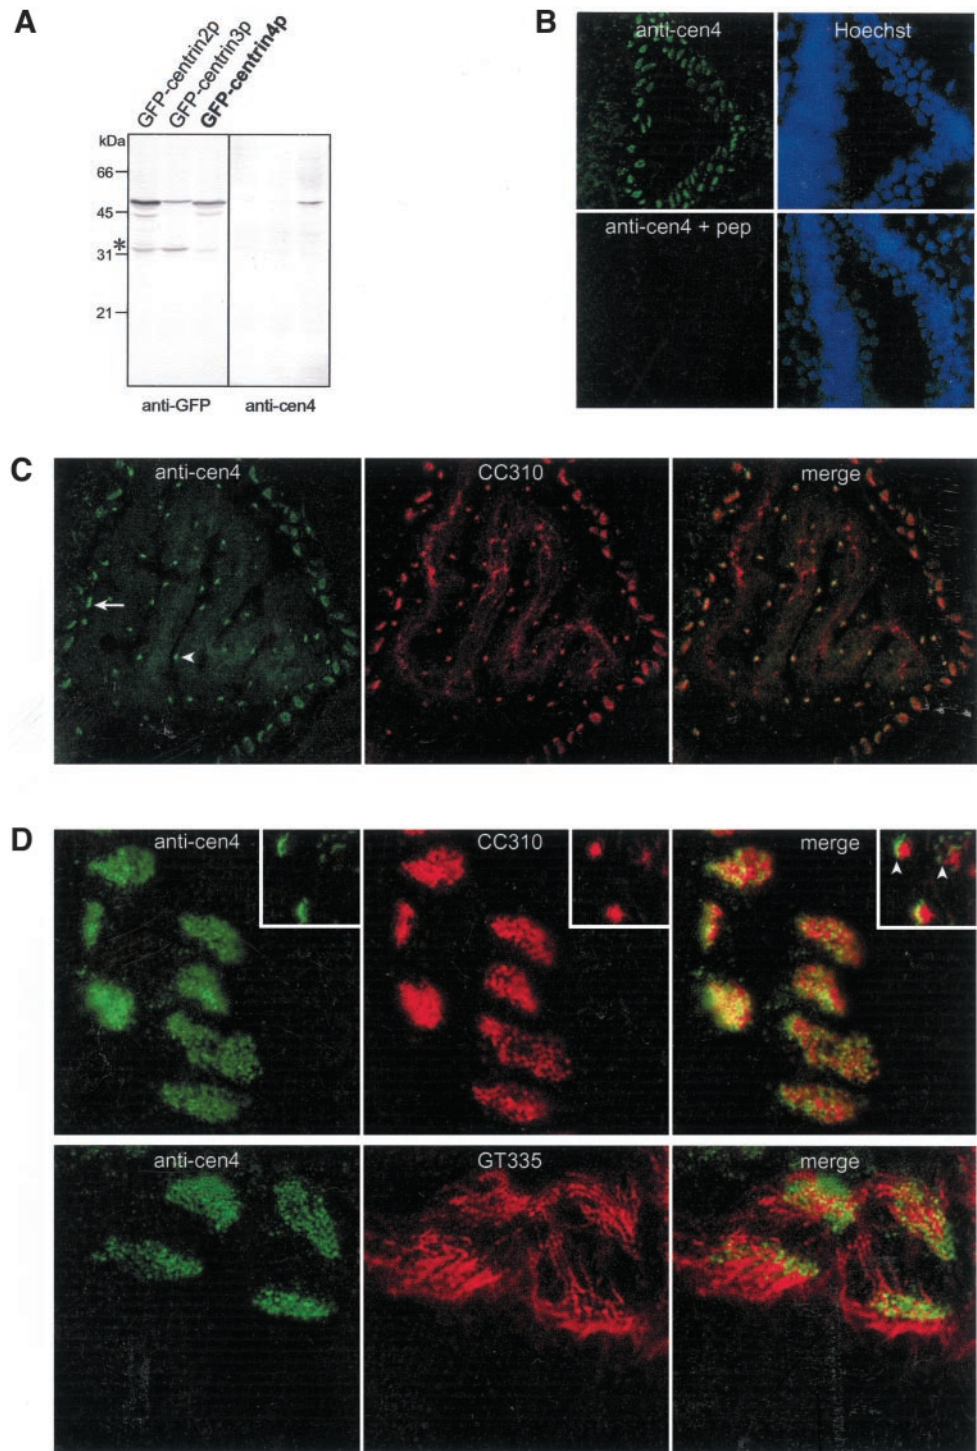 A
GFP-centrin2p
GFP-centrin3p
GFP-centrin4p
kDa
66
45
*
31
21
anti-GFP
anti-cen4
B
anti-cen4
Hoechst
anti-cen4 + pep
C
anti-cen4
CC310
merge
D
anti-cen4
CC310
merge
anti-cen4
GT335
merge